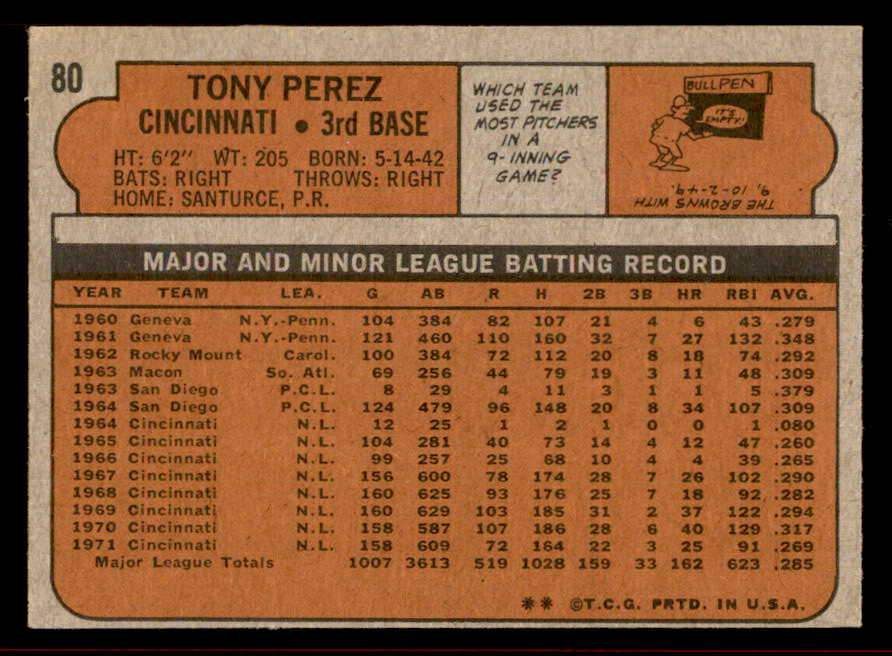 80
TONY PEREZ
CINCINNATI • 3rd BASE
HT: 6'2" WT: 205 BORN: 5-14-42
BATS: RIGHT THROWS: RIGHT
HOME: SANTURCE, P.R.
WHICH TEAM
USED THE
MOST PITCHERS
IN A
9-INNING
GAME?
BULLPEN
IT'S
EMPTY!
THE BROWNS WITH
9, 10-2-49.
MAJOR AND MINOR LEAGUE BATTING RECORD
YEAR TEAM LEA. G AB R H 2B 3B HR RBI AVG.
1960 Geneva N.Y.-Penn. 104 384 82 107 21 4 6 43 .279
1961 Geneva N.Y.-Penn. 121 460 110 160 32 7 27 132 .348
1962 Rocky Mount Carol. 100 384 72 112 20 8 18 74 .292
1963 Macon So. Atl. 69 256 44 79 19 3 11 48 .309
1963 San Diego P.C.L. 8 29 4 11 3 1 1 5 .379
1964 San Diego P.C.L. 124 479 96 148 20 8 34 107 .309
1964 Cincinnati N.L. 12 25 1 2 1 0 0 1 .080
1965 Cincinnati N.L. 104 281 40 73 14 4 12 47 .260
1966 Cincinnati N.L. 99 257 25 68 10 4 4 39 .265
1967 Cincinnati N.L. 156 600 78 174 28 7 26 102 .290
1968 Cincinnati N.L. 160 625 93 176 25 7 18 92 .282
1969 Cincinnati N.L. 160 629 103 185 31 2 37 122 .294
1970 Cincinnati N.L. 158 587 107 186 28 6 40 129 .317
1971 Cincinnati N.L. 158 609 72 164 22 3 25 91 .269
Major League Totals 1007 3613 519 1028 159 33 162 623 .285
** ©T.C.G. PRTD. IN U.S.A.